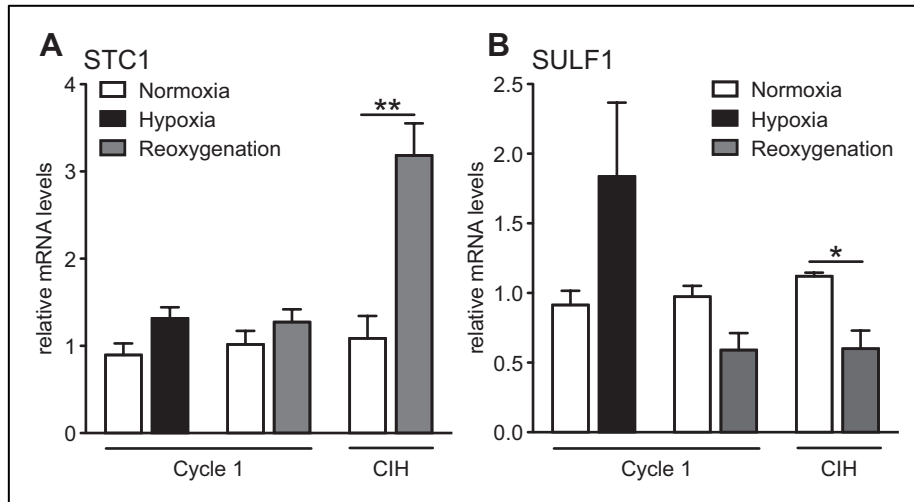 A STC1
Normoxia
Hypoxia
Reoxygenation
relative mRNA levels
4
3
2
1
0
**
Cycle 1
CIH
B SULF1
Normoxia
Hypoxia
Reoxygenation
relative mRNA levels
2.5
2.0
1.5
1.0
0.5
0.0
*
Cycle 1
CIH